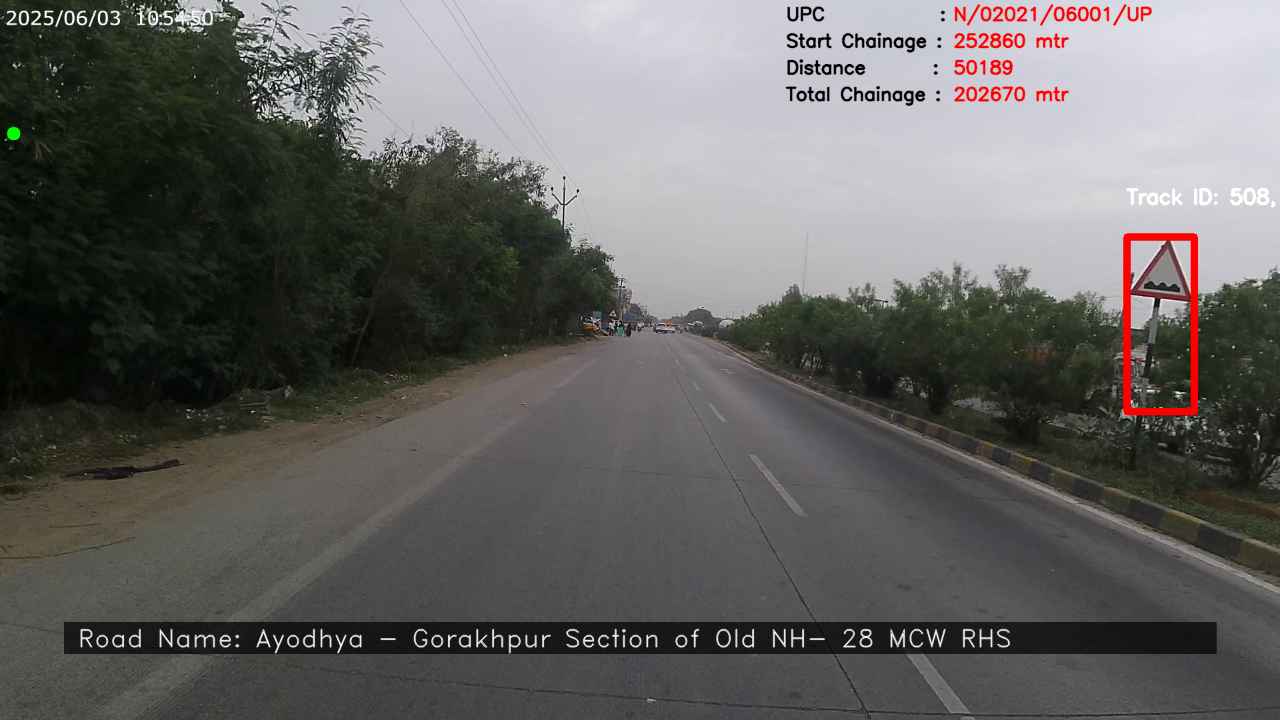 2025/06/03 10:54:50
UPC : N/02021/06001/UP
Start Chainage : 252860 mtr
Distance : 50189
Total Chainage : 202670 mtr
Track ID: 508,
Road Name: Ayodhya - Gorakhpur Section of Old NH- 28 MCW RHS